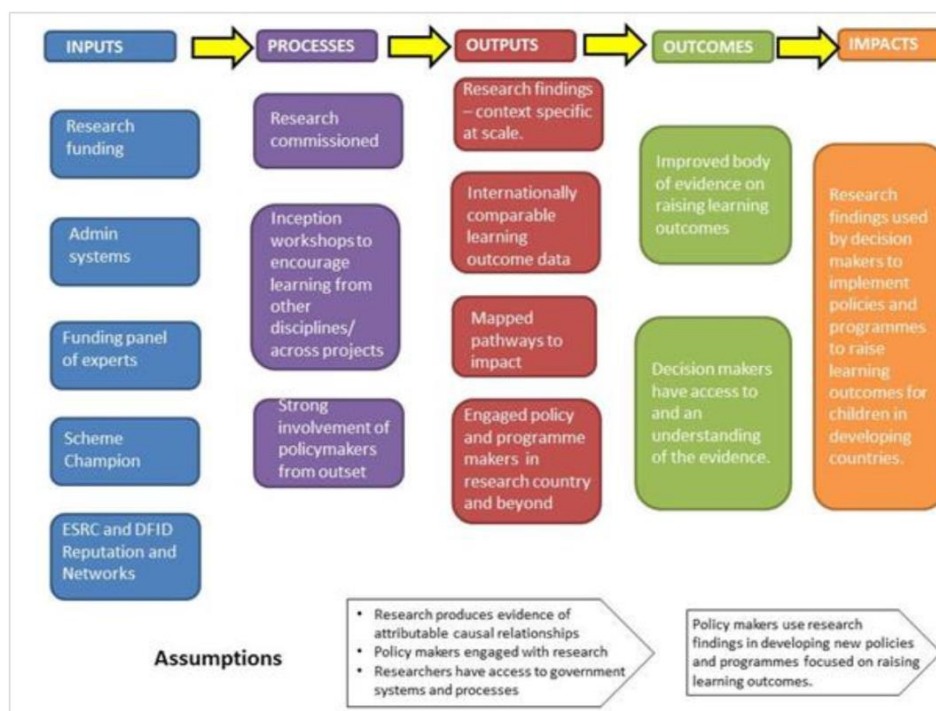 INPUTS
PROCESSES
OUTPUTS
OUTCOMES
IMPACTS
Research
funding
Admin
systems
Funding panel
of experts
Scheme
Champion
ESRC and DFID
Reputation and
Networks
Research
commissioned
Inception
workshops to
encourage
learning from
other
disciplines/
across projects
Strong
involvement of
policymakers
from outset
Research findings
– context specific
at scale.
Internationally
comparable
learning
outcome data
Mapped
pathways to
impact
Engaged policy
and programme
makers in
research country
and beyond
Improved body
of evidence on
raising learning
outcomes
Decision makers
have access to
and an
understanding
of the evidence.
Research
findings used
by decision
makers to
implement
policies and
programmes
to raise
learning
outcomes for
children in
developing
countries.
Assumptions
• Research produces evidence of
attributable causal relationships
• Policy makers engaged with research
• Researchers have access to government
systems and processes
Policy makers use research
findings in developing new policies
and programmes focused on raising
learning outcomes.